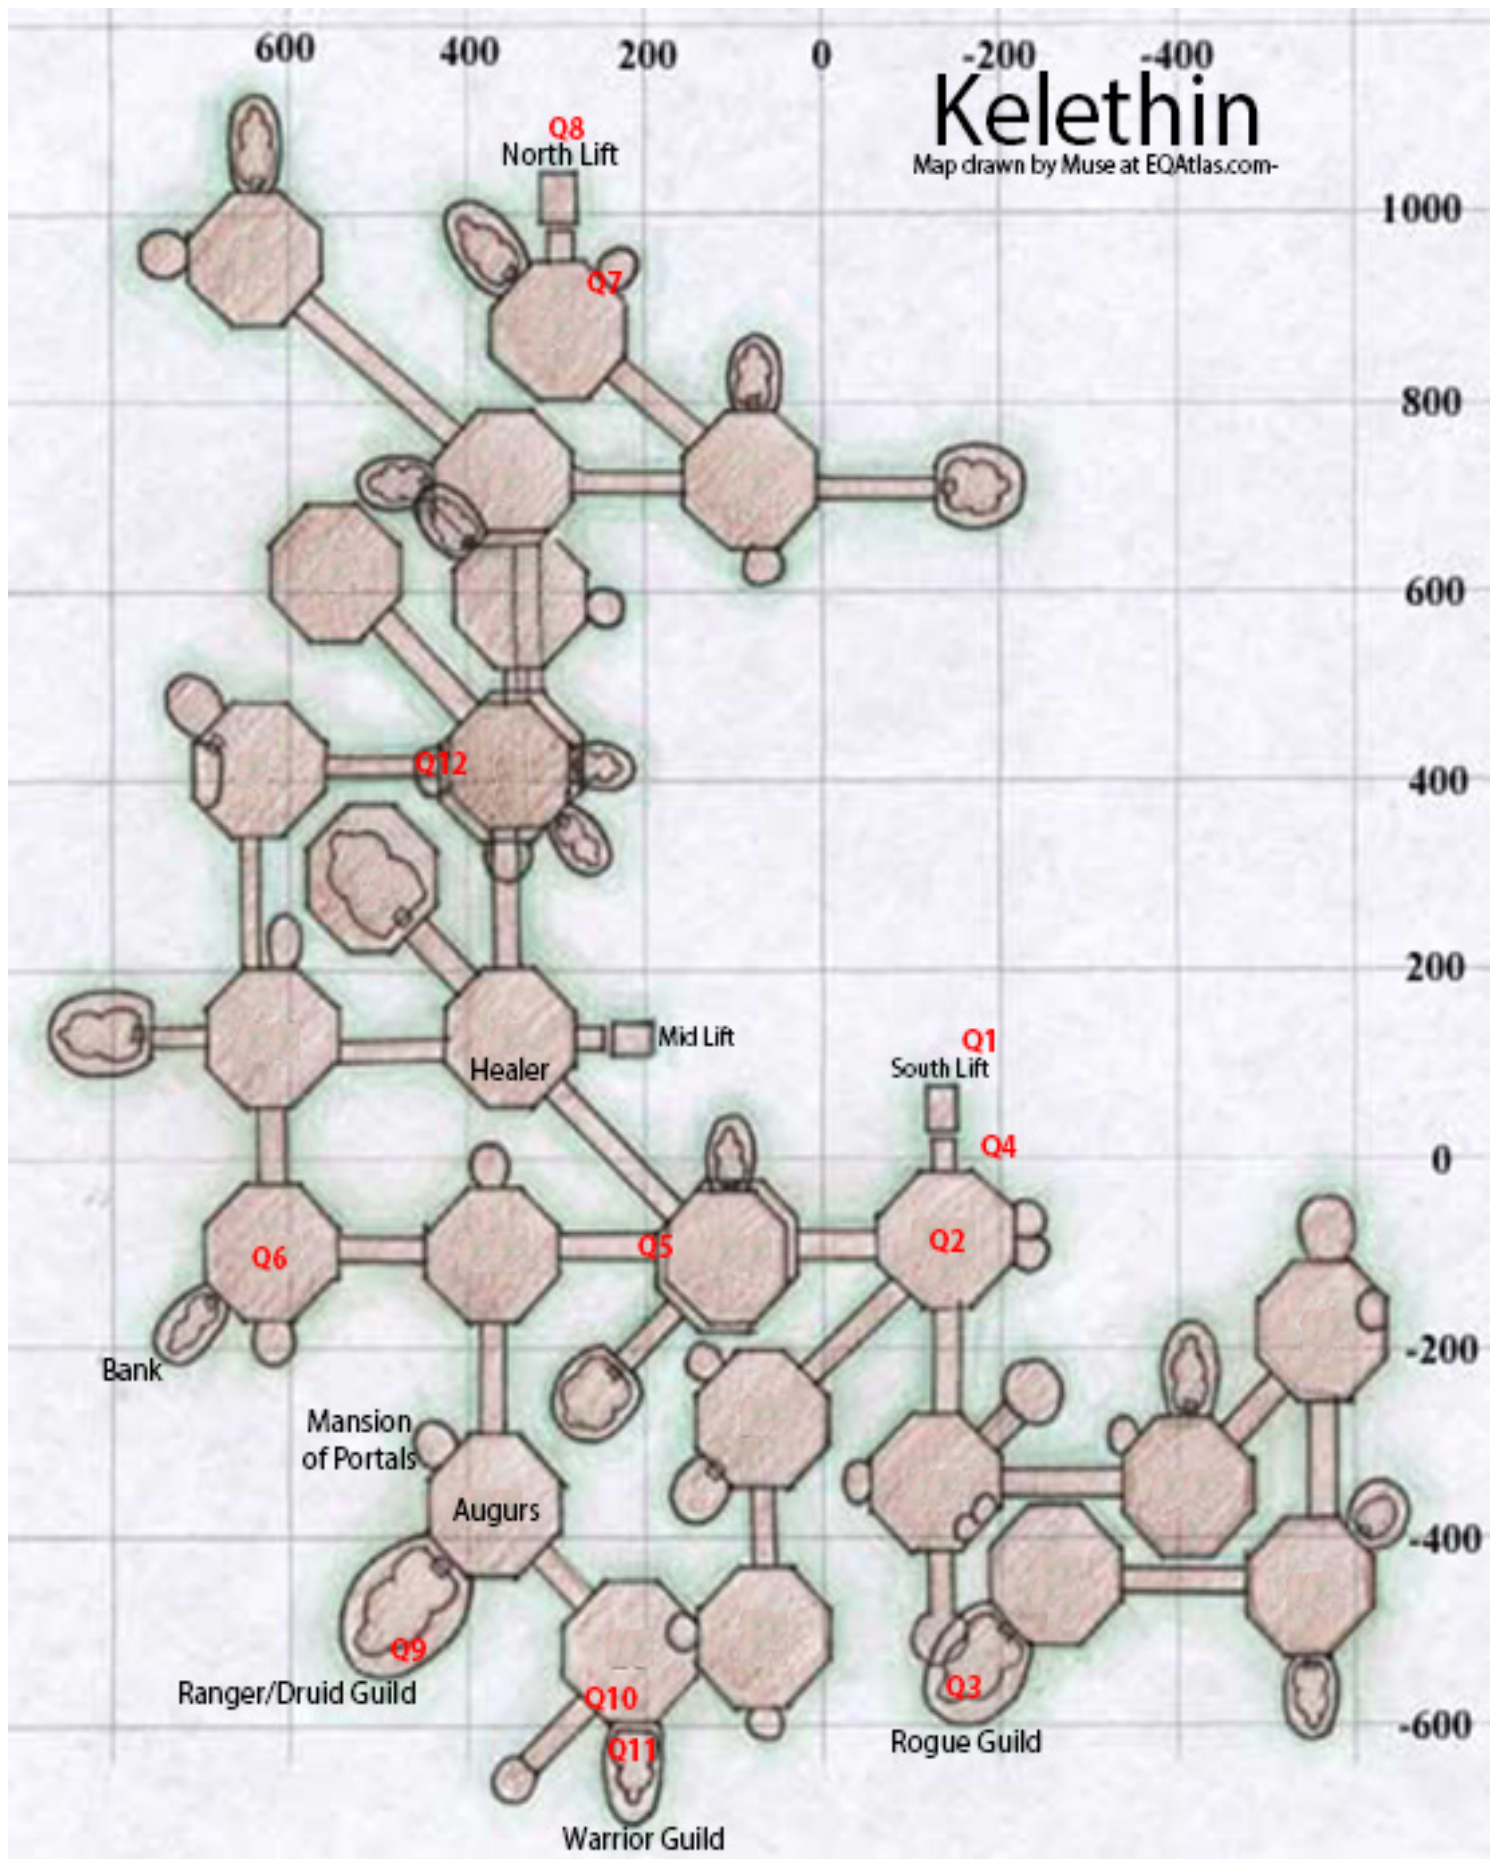 600 400 200 0 -200 -400
Kelethin
Map drawn by Muse at EQAtlas.com-
Q8
North Lift
1000
Q7
800
600
Q12
400
200
Healer
Mid Lift
Q1
South Lift
Q4
0
Q6
Q5
Q2
Bank
-200
Mansion
of Portals
Augurs
-400
Q9
Ranger/Druid Guild
Q10
Q3
Rogue Guild
-600
Q11
Warrior Guild